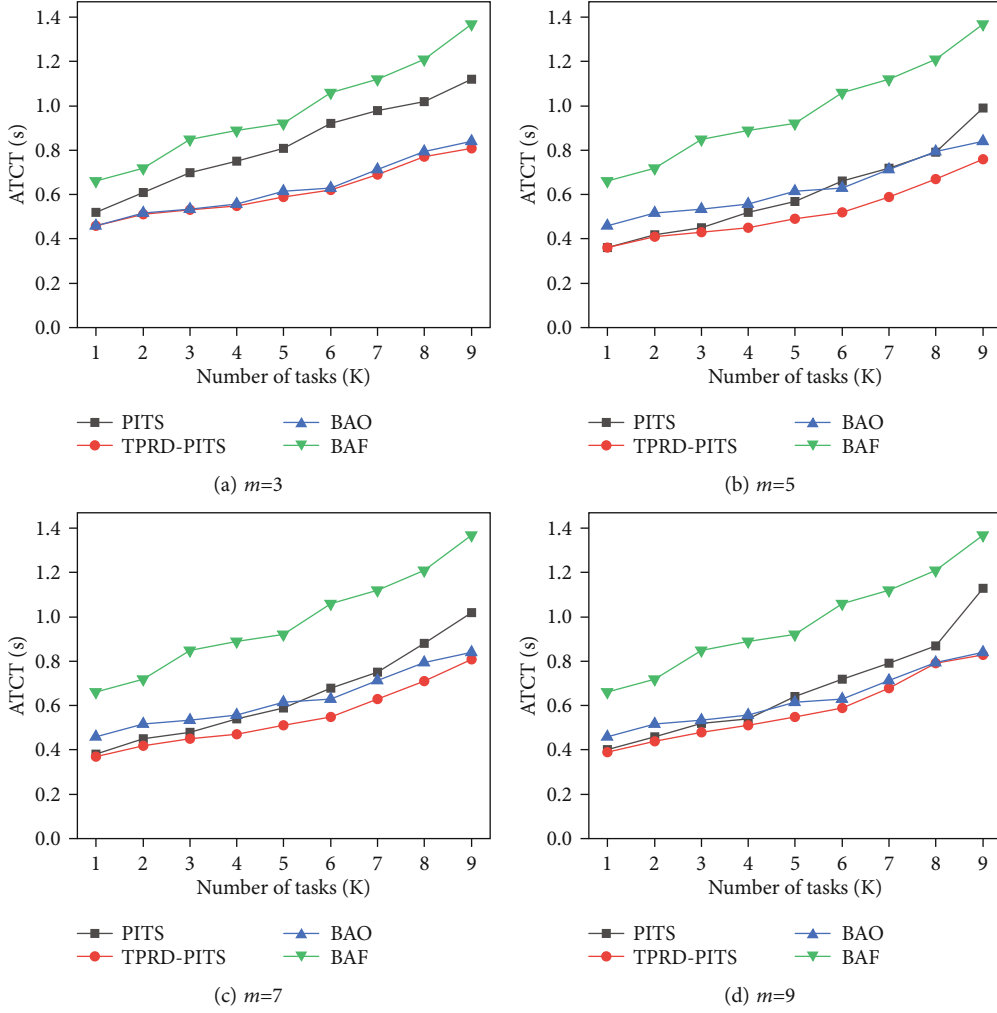 1.4
1.2
1.0
0.8
0.6
0.4
0.2
0.0
ATCT (s)
1 2 3 4 5 6 7 8 9
Number of tasks (K)
PITS BAO
TPRD-PITS BAF
(a) m=3
1.4
1.2
1.0
0.8
0.6
0.4
0.2
0.0
ATCT (s)
1 2 3 4 5 6 7 8 9
Number of tasks (K)
PITS BAO
TPRD-PITS BAF
(b) m=5
1.4
1.2
1.0
0.8
0.6
0.4
0.2
0.0
ATCT (s)
1 2 3 4 5 6 7 8 9
Number of tasks (K)
PITS BAO
TPRD-PITS BAF
(c) m=7
1.4
1.2
1.0
0.8
0.6
0.4
0.2
0.0
ATCT (s)
1 2 3 4 5 6 7 8 9
Number of tasks (K)
PITS BAO
TPRD-PITS BAF
(d) m=9